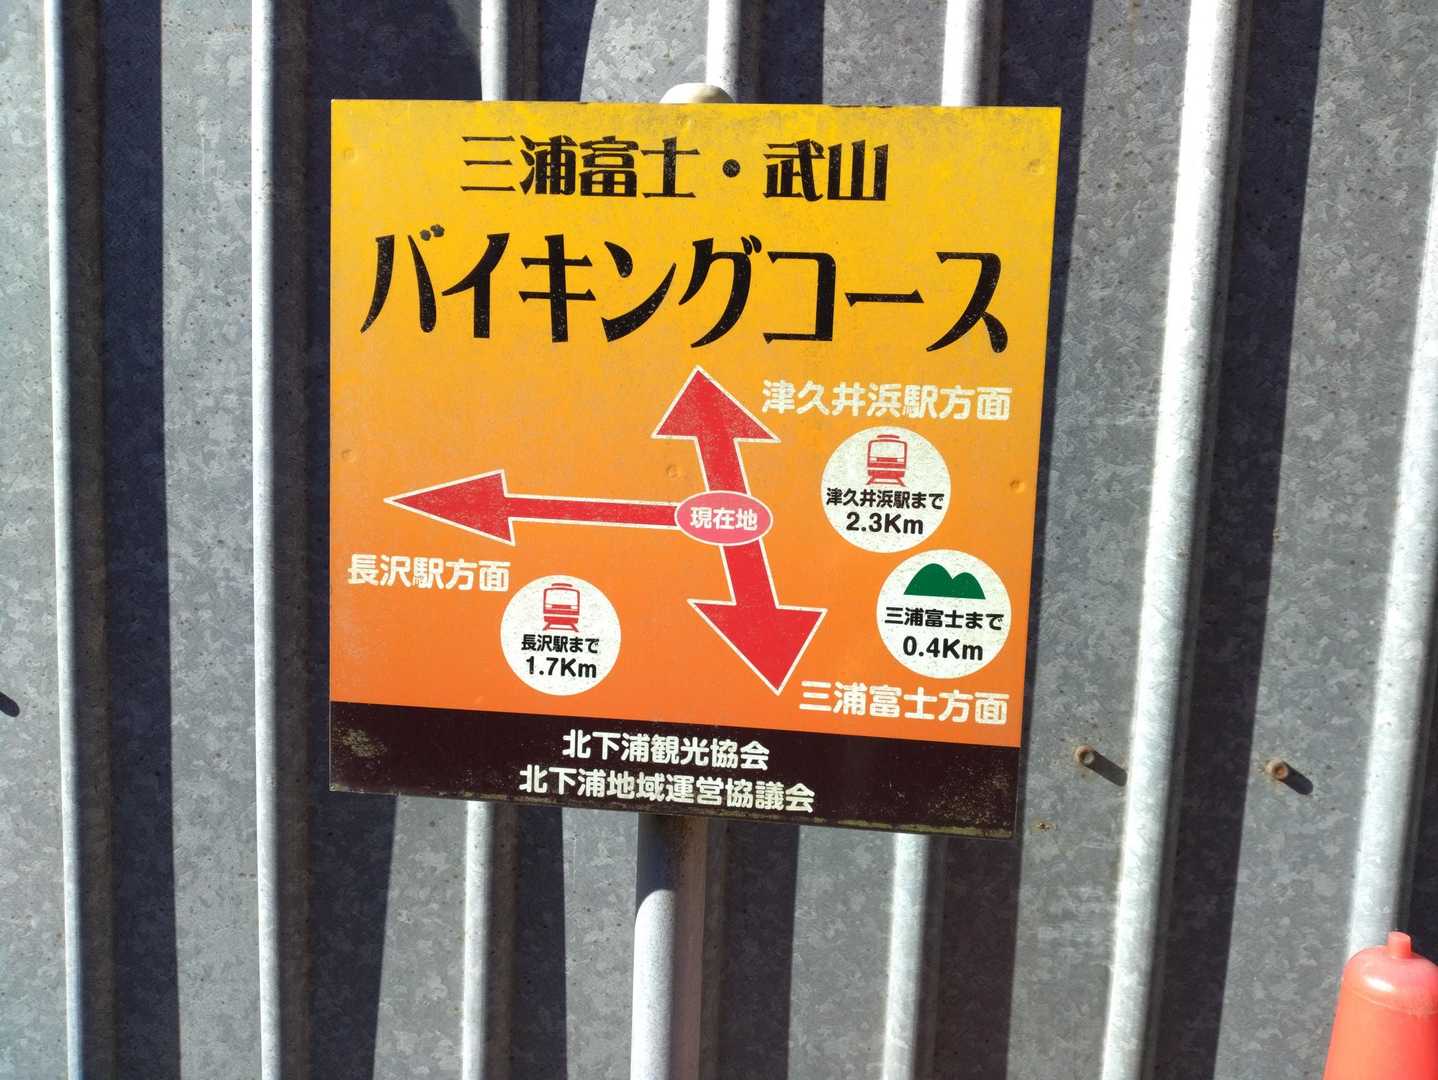 三浦富士・武山
バイキングコース
津久井浜駅方面
津久井浜駅まで
2.3Km
現在地
長沢駅方面
長沢駅まで
1.7Km
三浦富士まで
0.4Km
三浦富士方面
北下浦観光協会
北下浦地域運営協議会